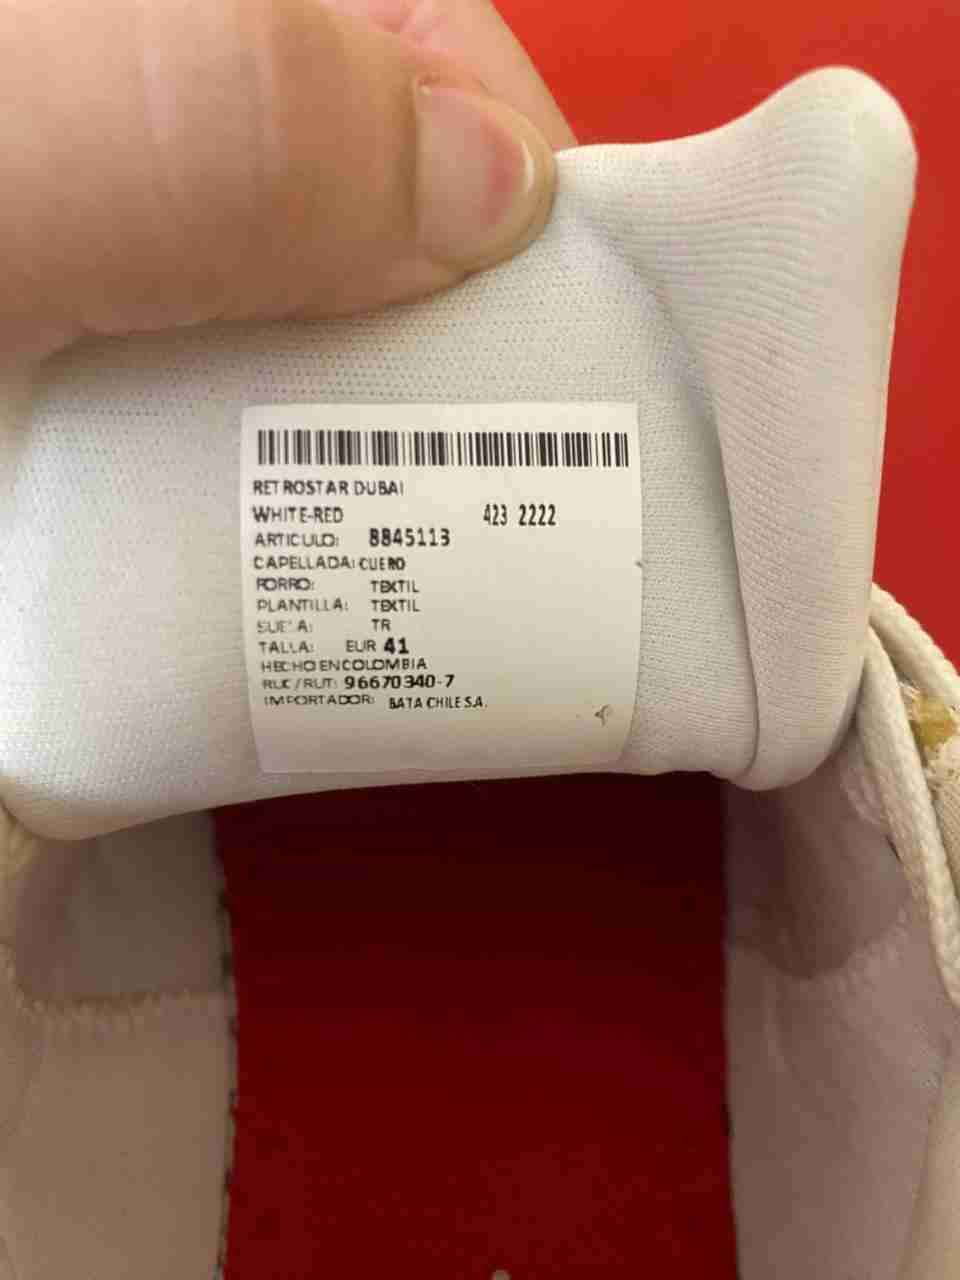 RETROSTAR DUBAI
WHITE-RED 423 2222
ARTICULO: 8845113
CAPELLADA: CUERO
FORRO: TEXTIL
PLANTILLA: TEXTIL
SUELA: TR
TALLA: EUR 41
HECHO EN COLOMBIA
RUC/RUT: 96670340-7
IMPORTADOR: BATA CHILE S.A.